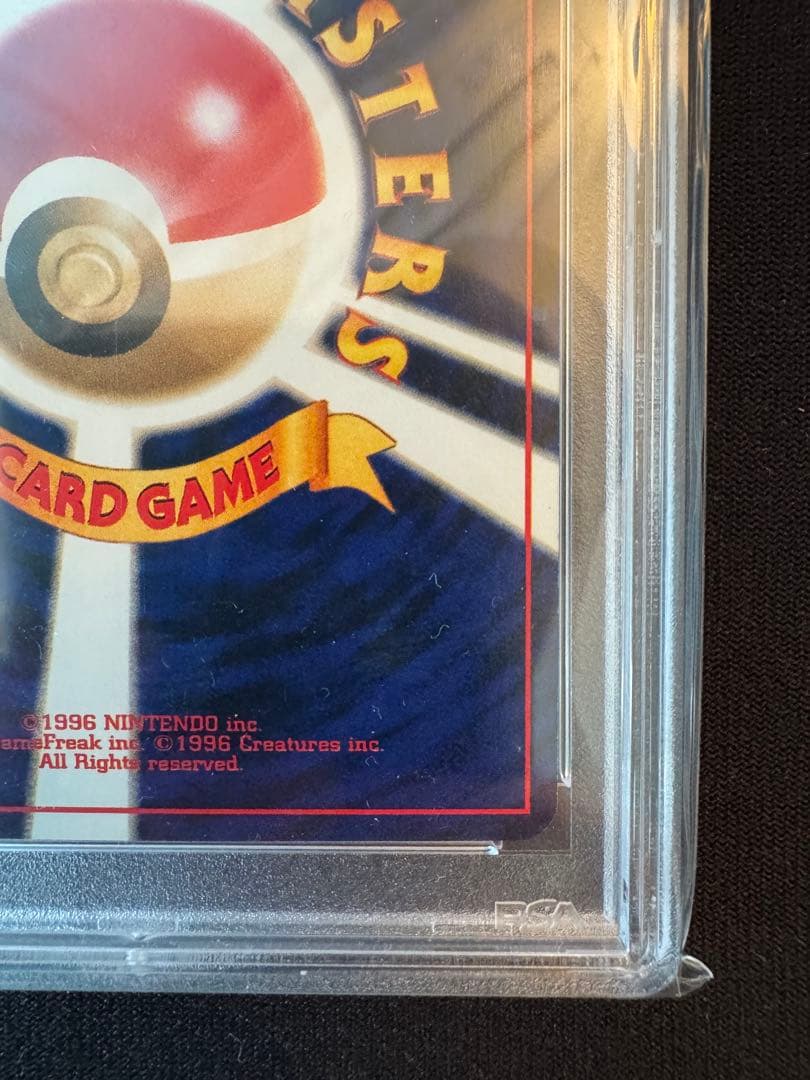 STERS
CARD GAME
©1996 NINTENDO inc.
ameFreak inc. ©1996 Creatures inc.
All Rights reserved.
PSA